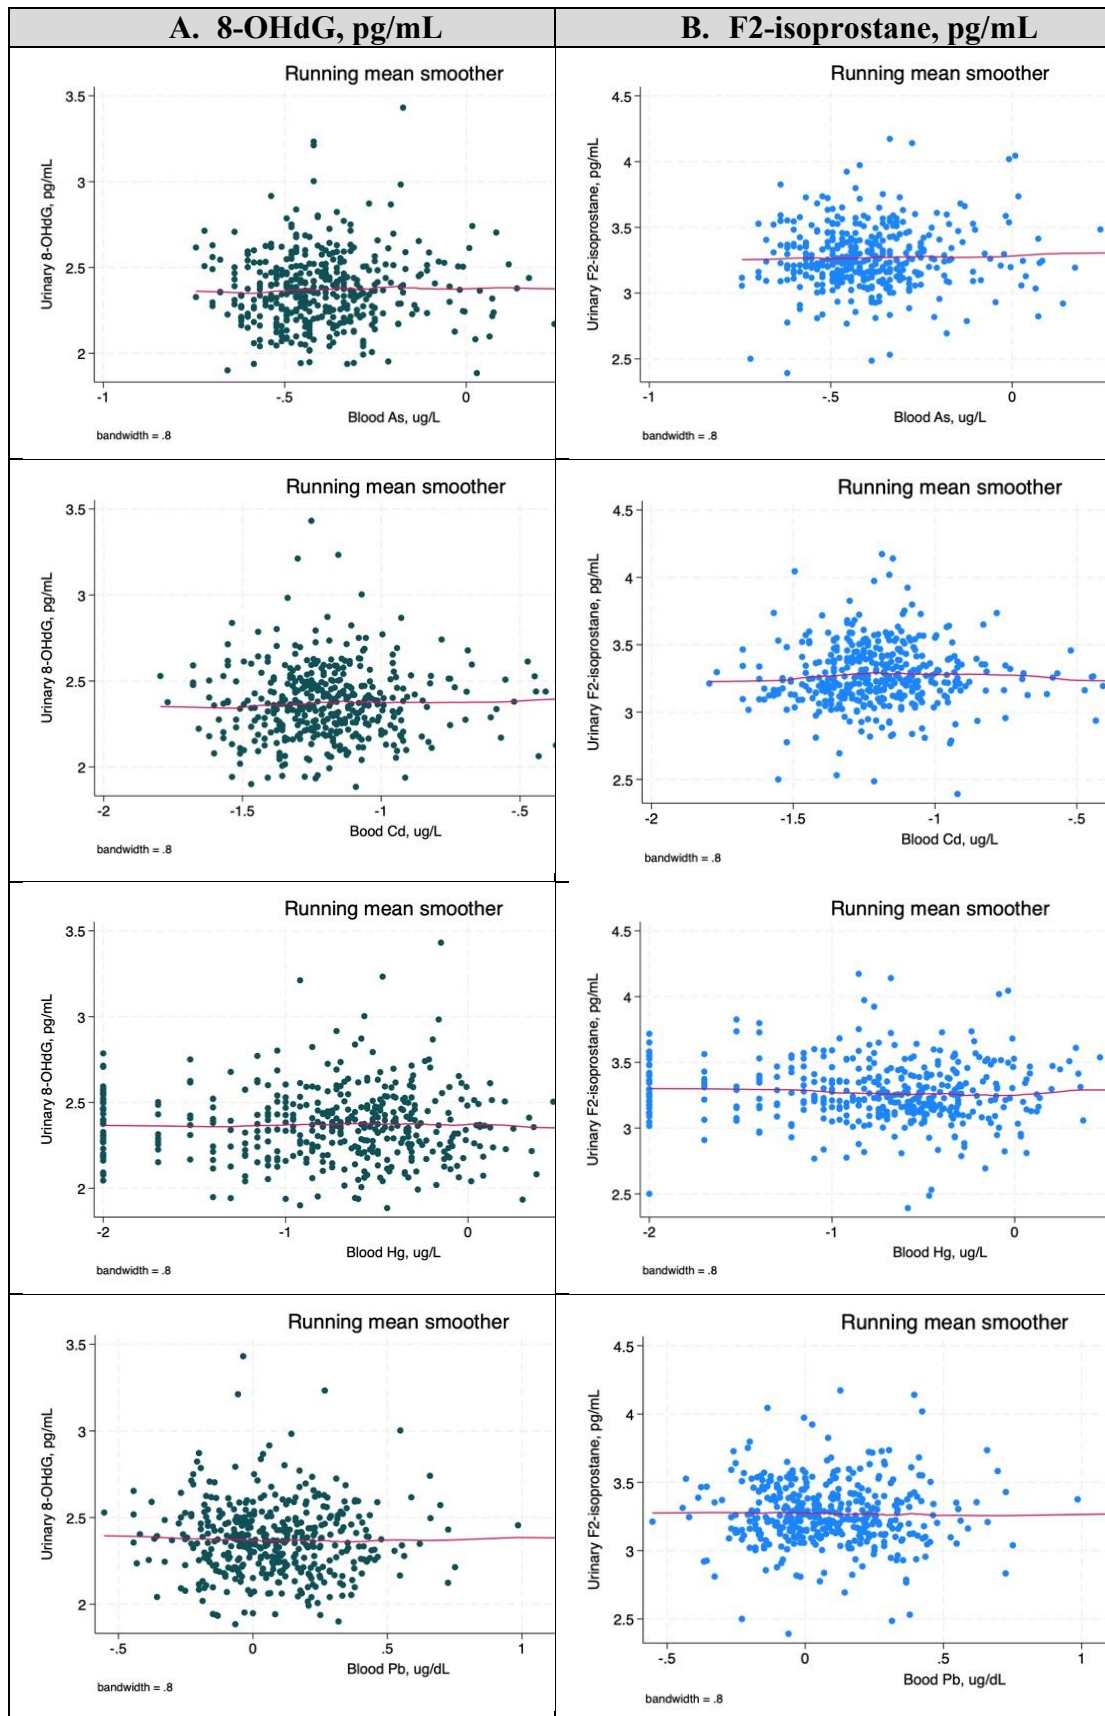 A. 8-OHdG, pg/mL
B. F2-isoprostane, pg/mL
Running mean smoother
3.5
3
2.5
2
Urinary 8-OHdG, pg/mL
-1
-.5
0
Blood As, ug/L
bandwidth = .8
Running mean smoother
4.5
4
3.5
3
2.5
Urinary F2-isoprostane, pg/mL
-1
-.5
0
Blood As, ug/L
bandwidth = .8
Running mean smoother
3.5
3
2.5
2
Urinary 8-OHdG, pg/mL
-2
-1.5
-1
-.5
Bood Cd, ug/L
bandwidth = .8
Running mean smoother
4.5
4
3.5
3
2.5
Urinary F2-isoprostane, pg/mL
-2
-1.5
-1
-.5
Blood Cd, ug/L
bandwidth = .8
Running mean smoother
3.5
3
2.5
2
Urinary 8-OHdG, pg/mL
-2
-1
0
Blood Hg, ug/L
bandwidth = .8
Running mean smoother
4.5
4
3.5
3
2.5
Urinary F2-isoprostane, pg/mL
-2
-1
0
Blood Hg, ug/L
bandwidth = .8
Running mean smoother
3.5
3
2.5
2
Urinary 8-OHdG, pg/mL
-.5
0
.5
1
Blood Pb, ug/dL
bandwidth = .8
Running mean smoother
4.5
4
3.5
3
2.5
Urinary F2-isoprostane, pg/mL
-.5
0
.5
1
Bood Pb, ug/dL
bandwidth = .8